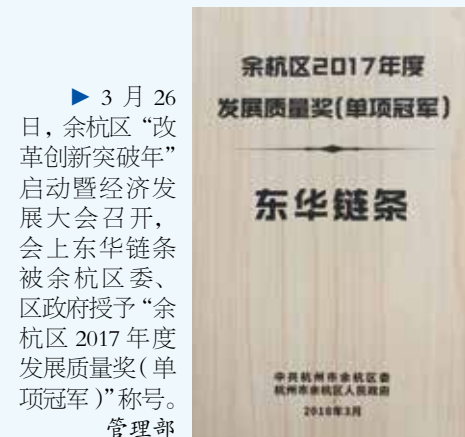 ▶ 3 月 26
日，余杭区“改
革创新突破年”
启动暨经济发
展大会召开，
会上东华链条
被余杭区委、
区政府授予“余
杭区 2017 年度
发展质量奖（单
项冠军）”称号。
管理部
余杭区2017年度
发展质量奖(单项冠军)
东华链条
中共杭州市余杭区委
杭州市余杭区人民政府
2018年3月